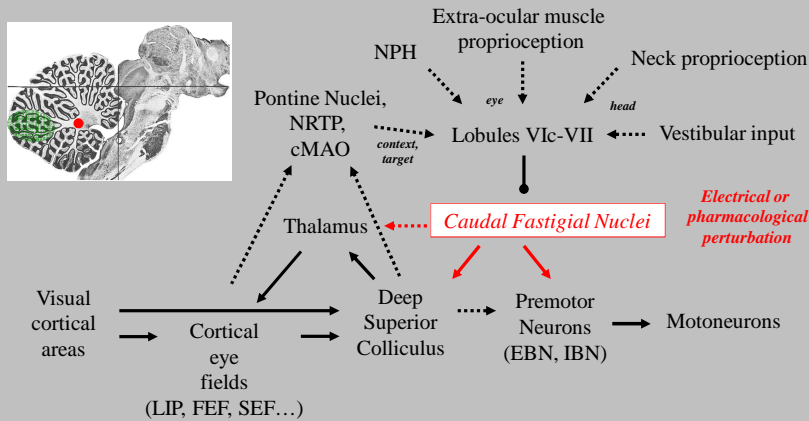 Extra-ocular muscle
proprioception
NPH
Neck proprioception
eye
head
Pontine Nuclei,
NRTP,
cMAO
context,
target
Lobules VIc-VII
Vestibular input
Caudal Fastigial Nuclei
Electrical or
pharmacological
perturbation
Thalamus
Visual
cortical
areas
Cortical
eye
fields
(LIP, FEF, SEF…)
Deep
Superior
Colliculus
Premotor
Neurons
(EBN, IBN)
Motoneurons